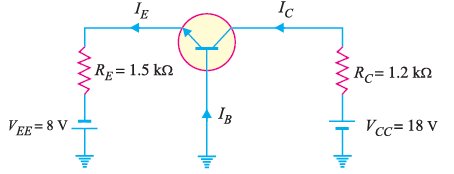 I_E
I_C
R_E = 1.5 kΩ
R_C = 1.2 kΩ
I_B
V_EE = 8 V
V_CC = 18 V